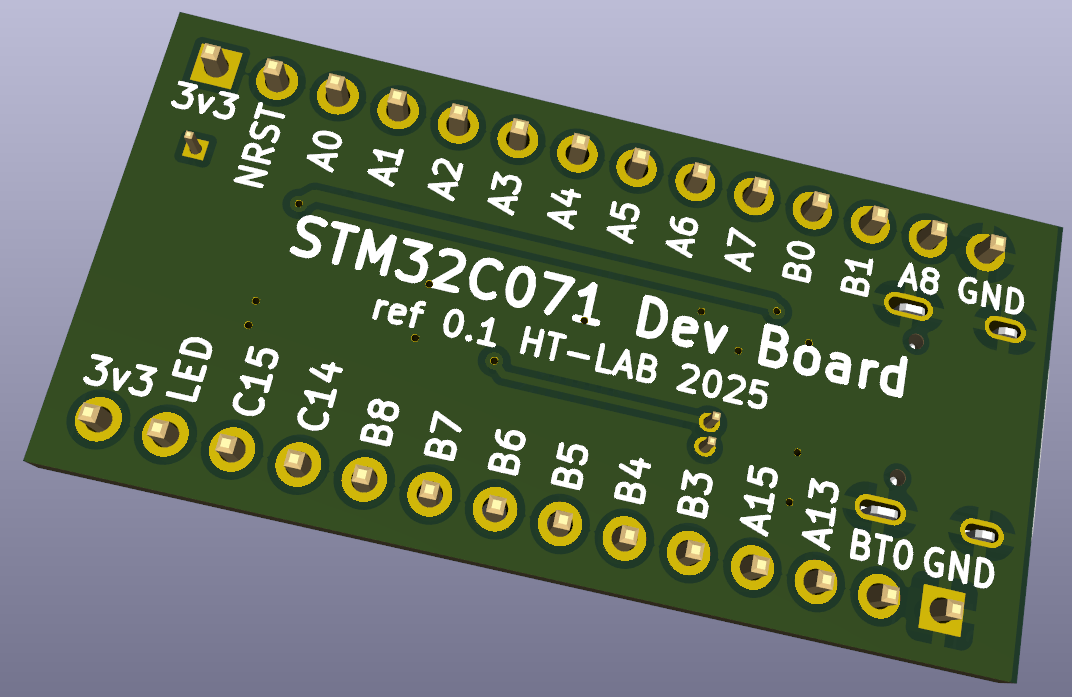 3v3 NRST A0 A1 A2 A3 A4 A5 A6 A7 B0 B1 A8 GND
STM32C071 Dev Board
ref 0.1 HT-LAB 2025
3v3 LED C15 C14 B8 B7 B6 B5 B4 B3 A15 A13 BT0 GND